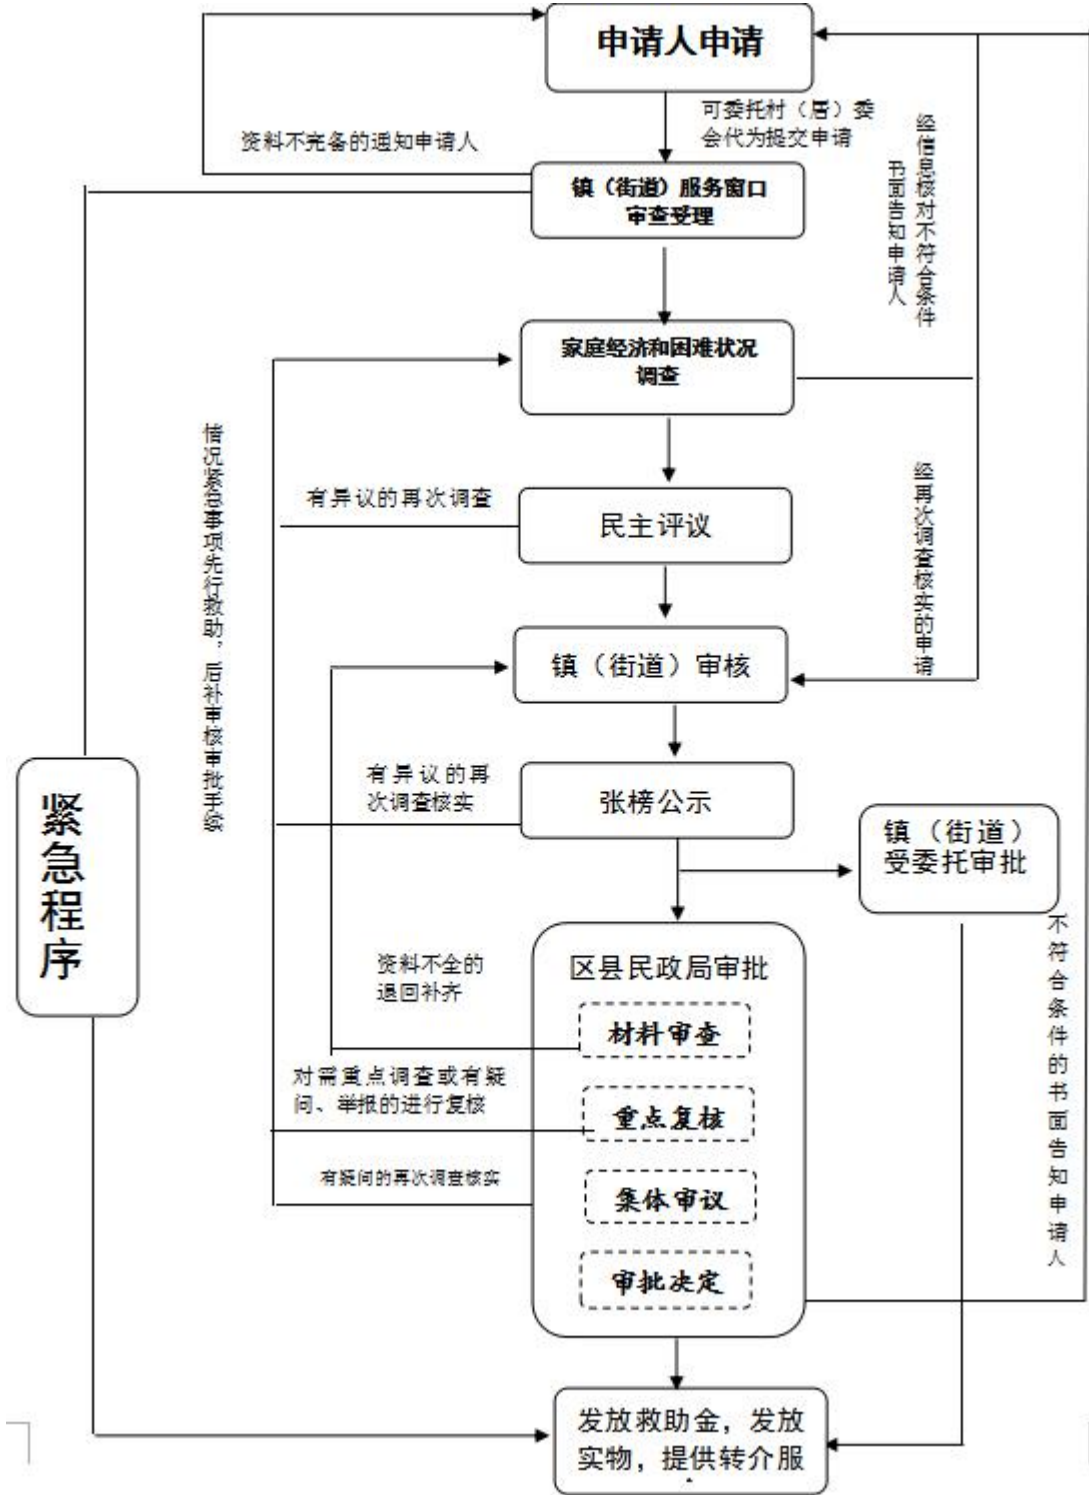 申请人申请
可委托村（居）委
会代为提交申请
资料不完备的通知申请人
镇（街道）服务窗口
审查受理
经信息核对不符合条件
书面告知申请人
家庭经济和困难状况
调查
情况紧急事项先行救助，后补审核审批手续
有异议的再次调查
民主评议
经再次调查核实的申请
镇（街道）审核
有异议的再
次调查核实
张榜公示
紧急程序
镇（街道）
受委托审批
区县民政局审批
资料不全的
退回补齐
材料审查
对需重点调查或有疑
问、举报的进行复核
重点复核
有疑问的再次调查核实
集体审议
审批决定
不符合条件的书面告知申请人
发放救助金，发放
实物，提供转介服